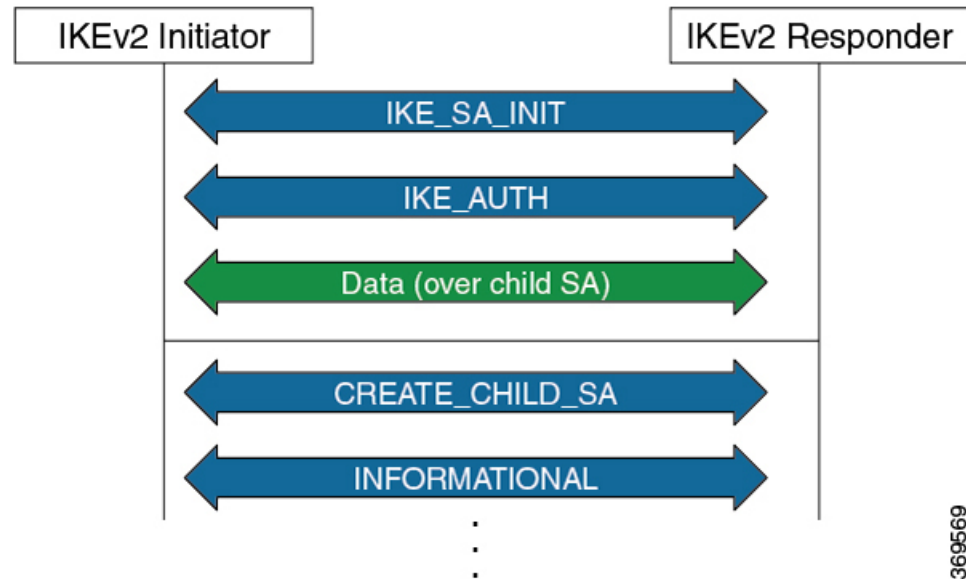 IKEv2 Initiator
IKEv2 Responder
IKE_SA_INIT
IKE_AUTH
Data (over child SA)
CREATE_CHILD_SA
INFORMATIONAL
369569